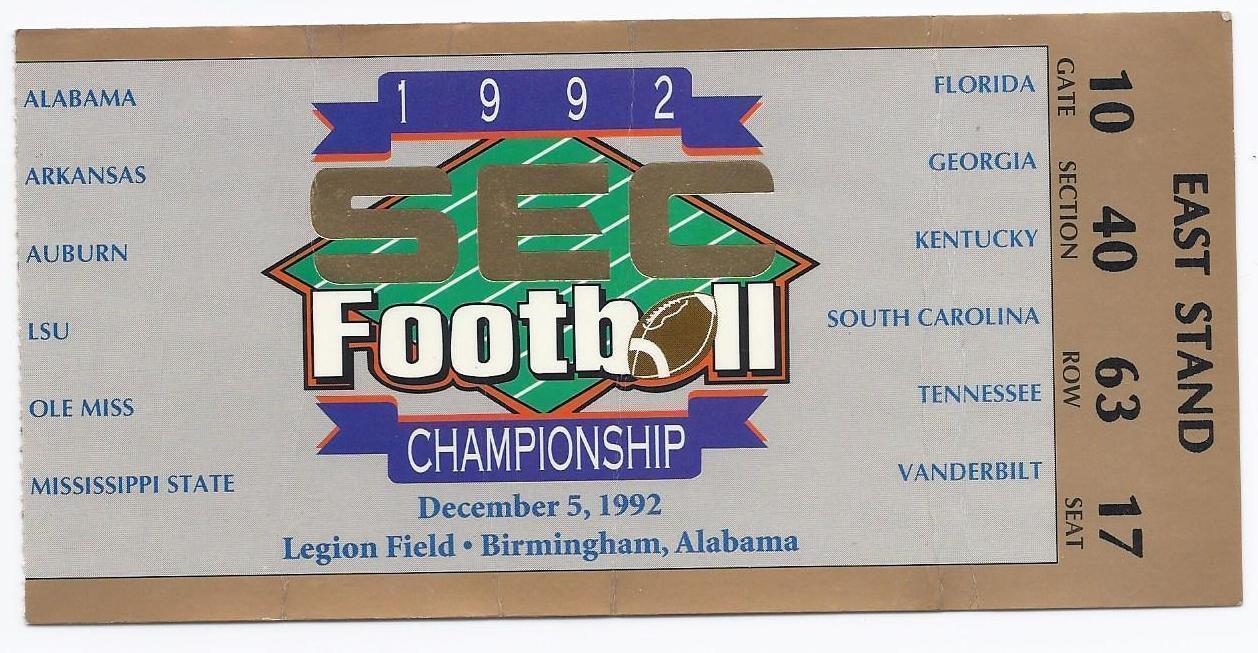 1992
SEC
Football
CHAMPIONSHIP
December 5, 1992
Legion Field • Birmingham, Alabama
ALABAMA
ARKANSAS
AUBURN
LSU
OLE MISS
MISSISSIPPI STATE
FLORIDA
GEORGIA
KENTUCKY
SOUTH CAROLINA
TENNESSEE
VANDERBILT
GATE 10
SECTION 40
ROW 63
SEAT 17
EAST STAND